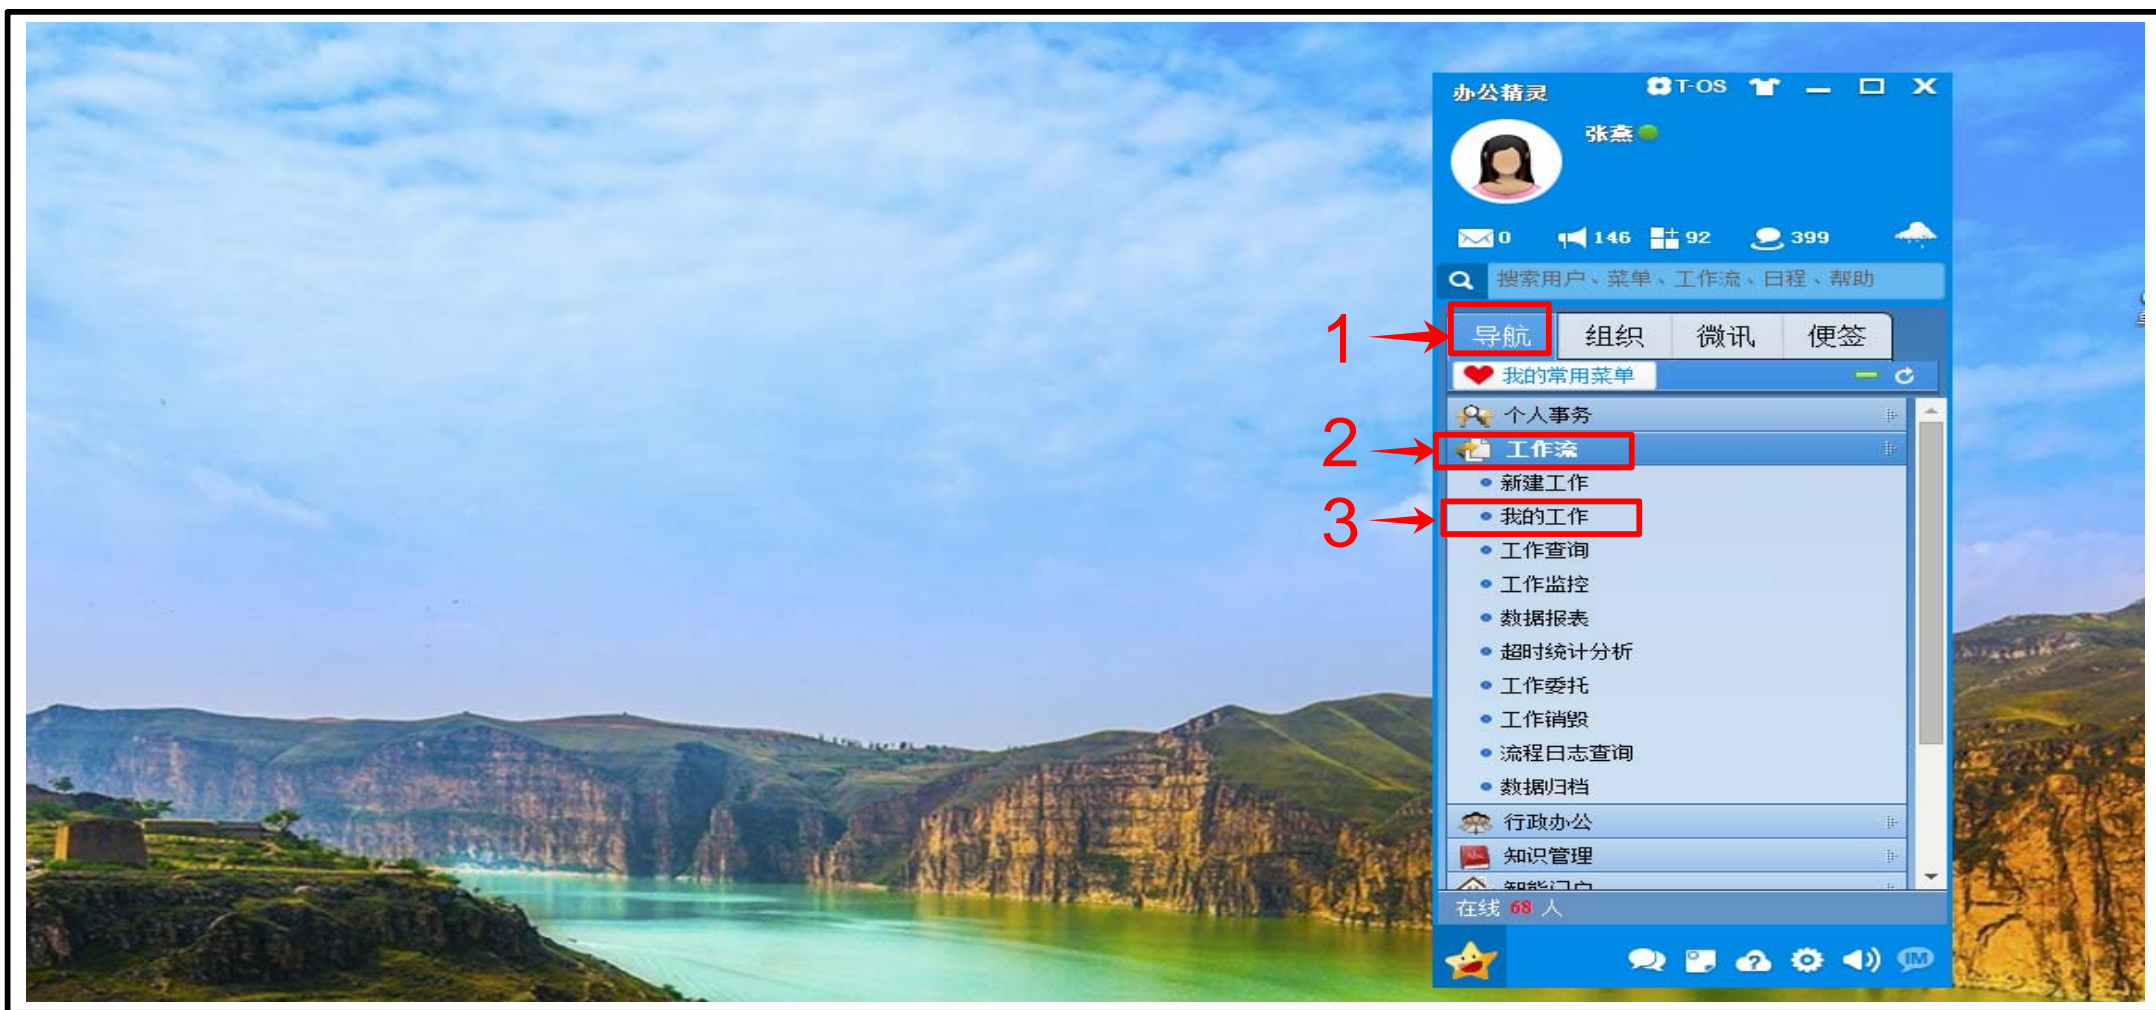 办公精灵 T-OS
张燕
0 146 92 399
搜索用户、菜单、工作流、日程、帮助
1
导航 组织 微讯 便签
我的常用菜单
个人事务
2
工作流
新建工作
3
我的工作
工作查询
工作监控
数据报表
超时统计分析
工作委托
工作销毁
流程日志查询
数据归档
行政办公
知识管理
智能门户
在线 68 人
IM